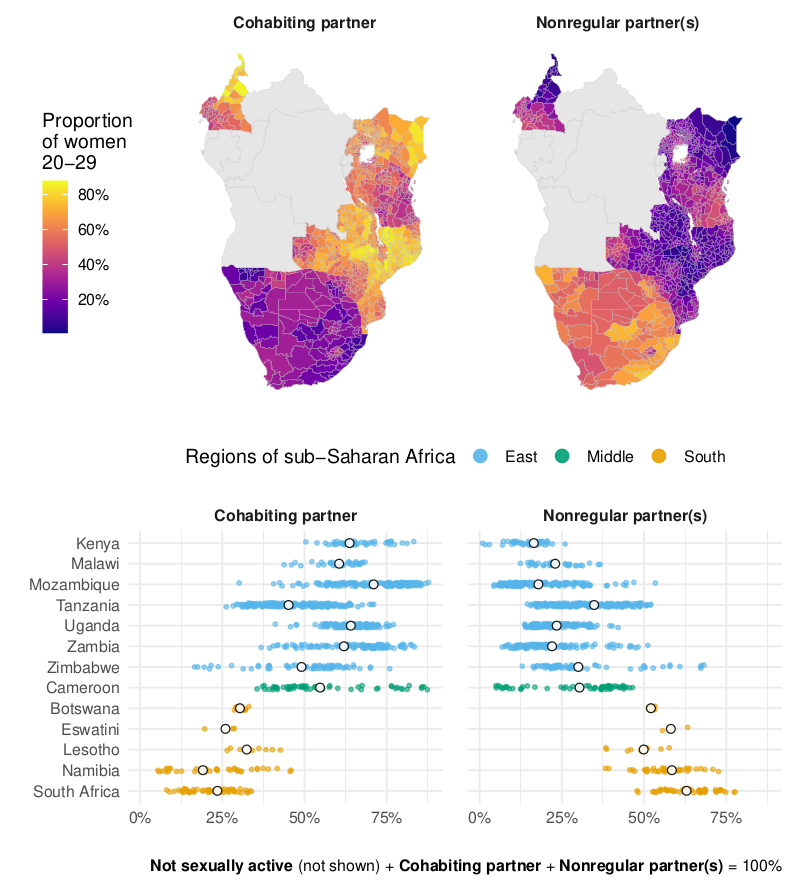 Cohabiting partner
Nonregular partner(s)
Proportion
of women
20−29
80%
60%
40%
20%
Regions of sub−Saharan Africa East Middle South
Cohabiting partner
Nonregular partner(s)
Kenya
Malawi
Mozambique
Tanzania
Uganda
Zambia
Zimbabwe
Cameroon
Botswana
Eswatini
Lesotho
Namibia
South Africa
0% 25% 50% 75%
0% 25% 50% 75%
Not sexually active (not shown) + Cohabiting partner + Nonregular partner(s) = 100%